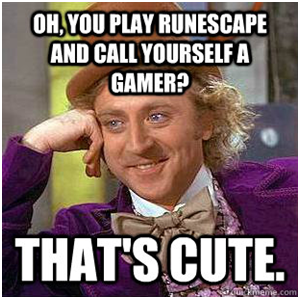 OH, YOU PLAY RUNESCAPE
AND CALL YOURSELF A
GAMER?
THAT'S CUTE.